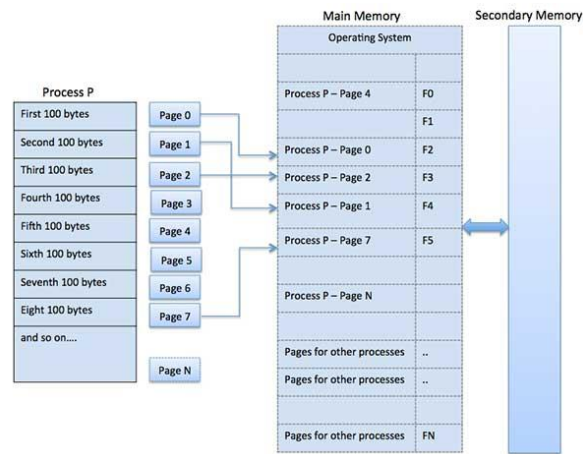 Main Memory
Secondary Memory
Operating System
Process P
First 100 bytes
Second 100 bytes
Third 100 bytes
Fourth 100 bytes
Fifth 100 bytes
Sixth 100 bytes
Seventh 100 bytes
Eight 100 bytes
and so on....
Page 0
Page 1
Page 2
Page 3
Page 4
Page 5
Page 6
Page 7
Page N
Process P – Page 4 F0
F1
Process P – Page 0 F2
Process P – Page 2 F3
Process P – Page 1 F4
Process P – Page 7 F5
Process P – Page N
Pages for other processes ..
Pages for other processes ..
Pages for other processes FN